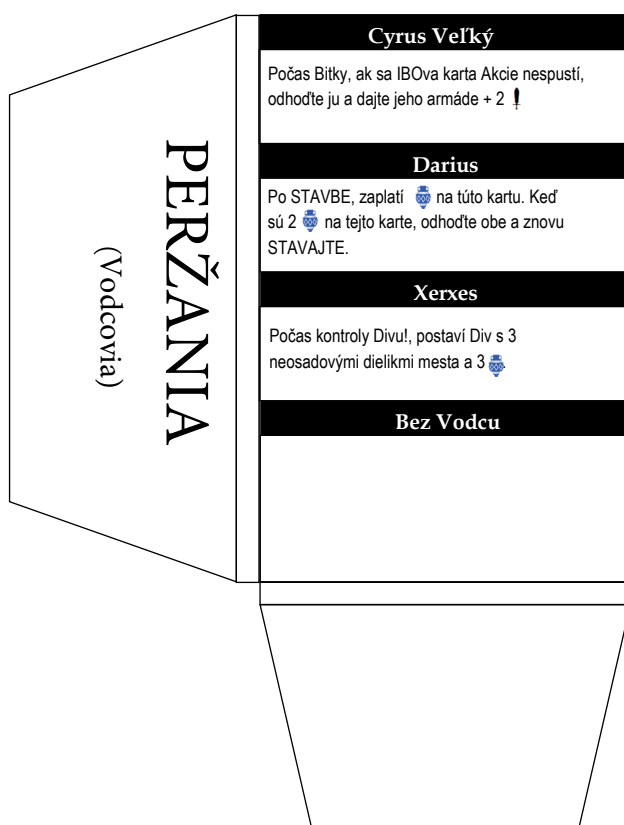 PERŽANIA
(Vodcovia)
Cyrus Veľký
Počas Bitky, ak sa IBOva karta Akcie nespustí,
odhoďte ju a dajte jeho armáde + 2
Darius
Po STAVBE, zaplatí na túto kartu. Keď
sú 2 na tejto karte, odhoďte obe a znovu
STAVAJTE.
Xerxes
Počas kontroly Divu!, postaví Div s 3
neosadovými dielikmi mesta a 3
Bez Vodcu